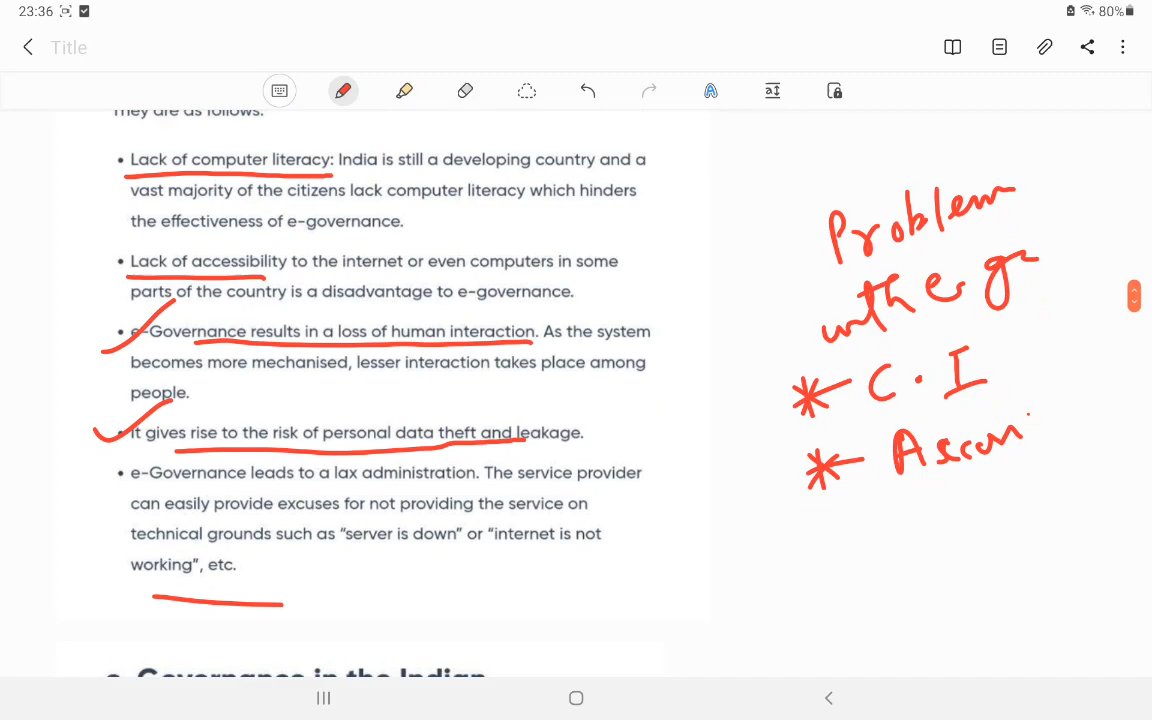 23:36
80%
Title
They are as follows:
• Lack of computer literacy: India is still a developing country and a
vast majority of the citizens lack computer literacy which hinders
the effectiveness of e-governance.
• Lack of accessibility to the internet or even computers in some
parts of the country is a disadvantage to e-governance.
• e-Governance results in a loss of human interaction. As the system
becomes more mechanised, lesser interaction takes place among
people.
• It gives rise to the risk of personal data theft and leakage.
• e-Governance leads to a lax administration. The service provider
can easily provide excuses for not providing the service on
technical grounds such as “server is down” or “internet is not
working”, etc.
e-Governance in the Indian
Problem
with
* C.I
*